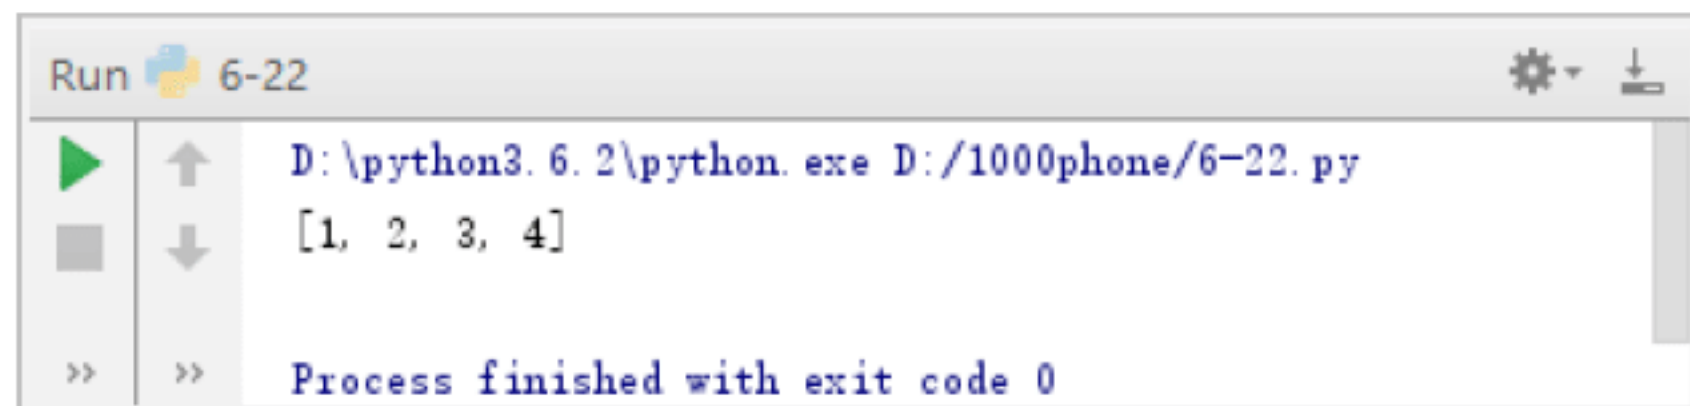 Run 6-22
D:\python3.6.2\python.exe D:/1000phone/6-22.py
[1, 2, 3, 4]
Process finished with exit code 0